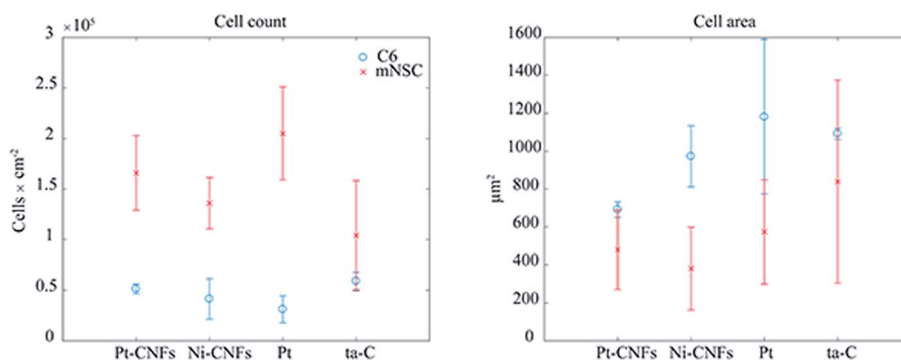 Cell count
3 ×10⁵
2.5
2
1.5
1
0.5
0
Cells × cm⁻²
C6
mNSC
Pt-CNFs Ni-CNFs Pt ta-C
Cell area
1600
1400
1200
1000
800
600
400
200
0
μm²
Pt-CNFs Ni-CNFs Pt ta-C